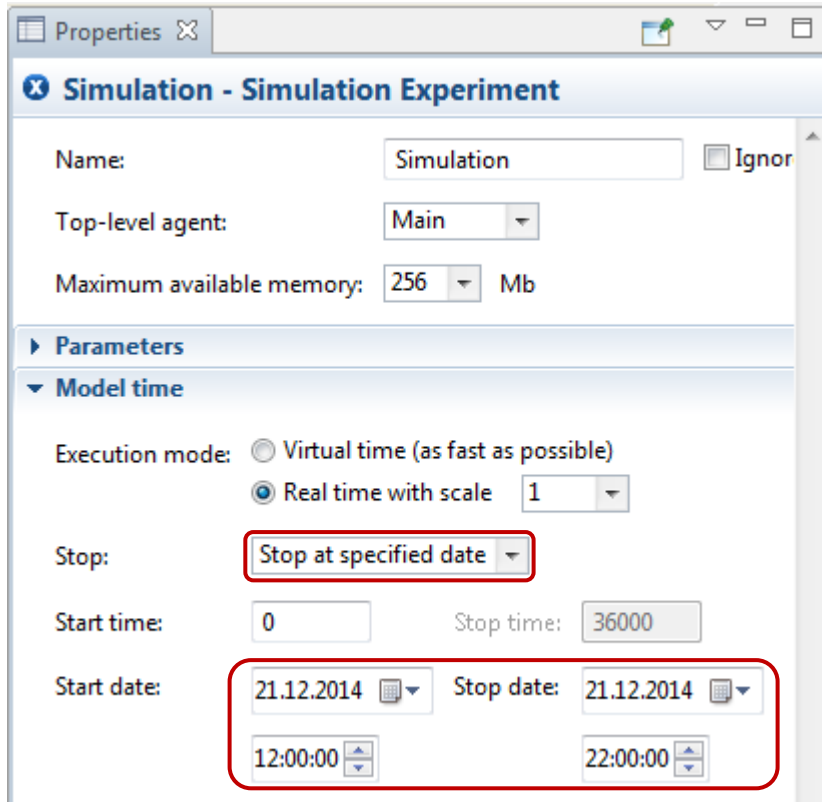 Properties
Simulation - Simulation Experiment
Name: Simulation Ignor
Top-level agent: Main
Maximum available memory: 256 Mb
Parameters
Model time
Execution mode: Virtual time (as fast as possible)
Real time with scale 1
Stop: Stop at specified date
Start time: 0 Stop time: 36000
Start date: 21.12.2014 Stop date: 21.12.2014
12:00:00 22:00:00